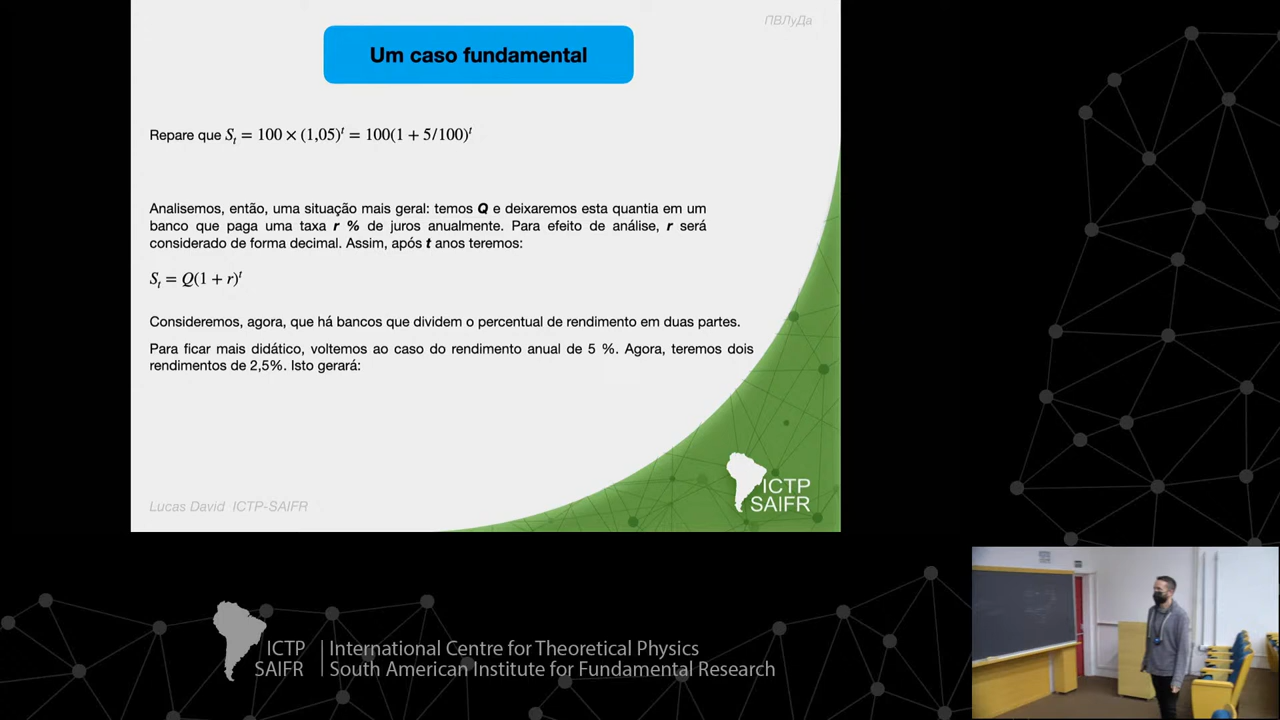 ПВЛуДа
Um caso fundamental
Repare que Sₜ = 100 × (1,05)ᵗ = 100(1 + 5/100)ᵗ
Analisemos, então, uma situação mais geral: temos Q e deixaremos esta quantia em um
banco que paga uma taxa r % de juros anualmente. Para efeito de análise, r será
considerado de forma decimal. Assim, após t anos teremos:
Sₜ = Q(1 + r)ᵗ
Consideremos, agora, que há bancos que dividem o percentual de rendimento em duas partes.
Para ficar mais didático, voltemos ao caso do rendimento anual de 5 %. Agora, teremos dois
rendimentos de 2,5%. Isto gerará:
ICTP
SAIFR
Lucas David ICTP-SAIFR
ICTP
SAIFR
International Centre for Theoretical Physics
South American Institute for Fundamental Research